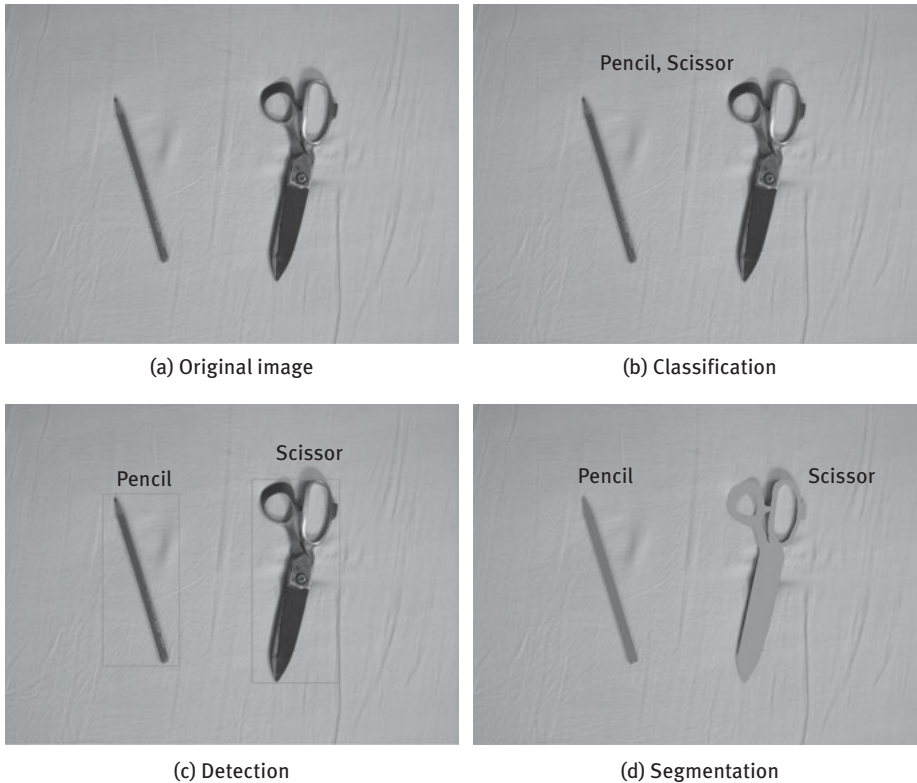 Pencil, Scissor
(a) Original image
(b) Classification
Pencil
Scissor
Pencil
Scissor
(c) Detection
(d) Segmentation